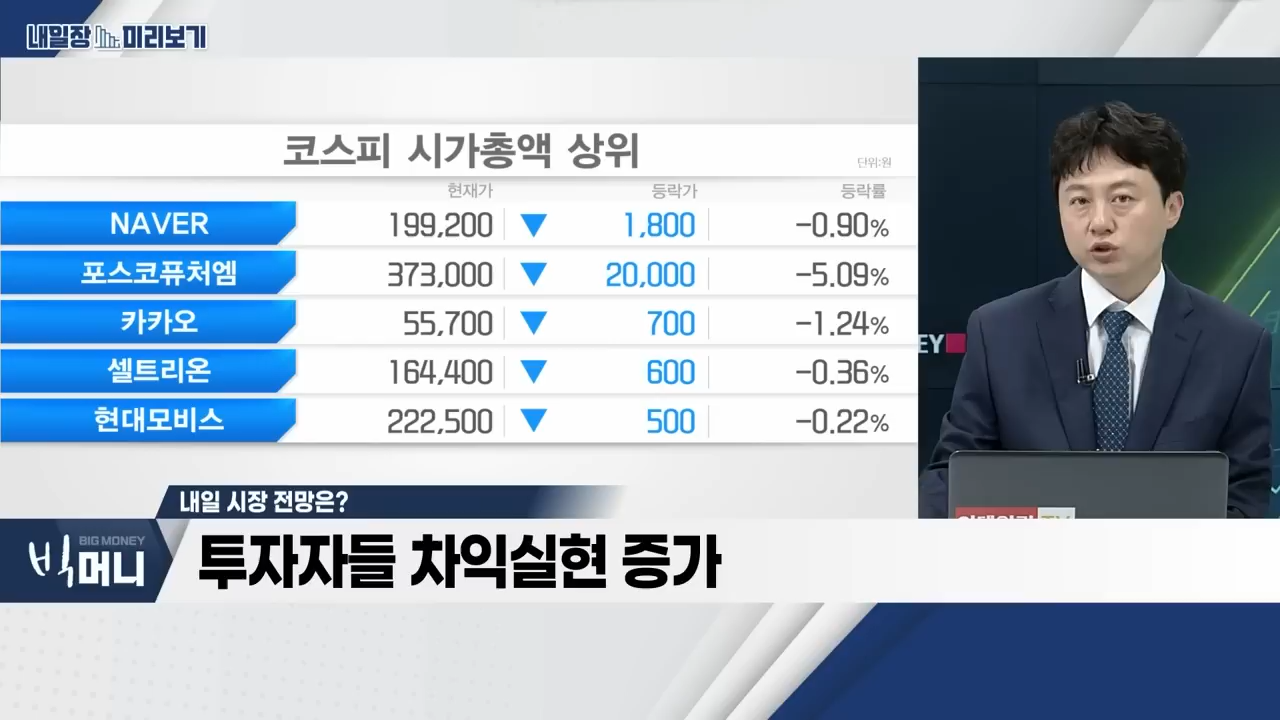 내일장 미리보기
코스피 시가총액 상위
단위:원
현재가 등락가 등락률
NAVER 199,200 ▼ 1,800 -0.90%
포스코퓨처엠 373,000 ▼ 20,000 -5.09%
카카오 55,700 ▼ 700 -1.24%
셀트리온 164,400 ▼ 600 -0.36%
현대모비스 222,500 ▼ 500 -0.22%
EY
내일 시장 전망은?
BIG MONEY
빅머니
투자자들 차익실현 증가